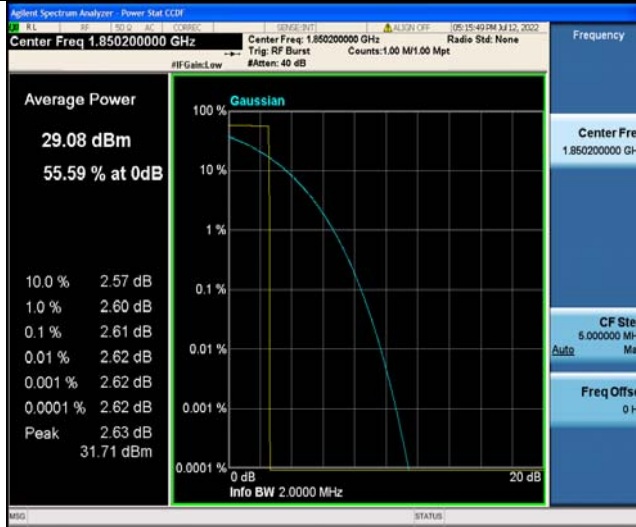 Agilent Spectrum Analyzer - Power Stat CCDF
RL RF 50 Ω AC CORREC SENSE:INT ALIGN OFF 05:15:49 PM Jul 12, 2022
Center Freq 1.850200000 GHz
Center Freq: 1.850200000 GHz Radio Std: None
Trig: RF Burst Counts:1.00 M/1.00 Mpt
#IFGain:Low #Atten: 40 dB
Frequency
Average Power
29.08 dBm
55.59 % at 0dB
10.0 % 2.57 dB
1.0 % 2.60 dB
0.1 % 2.61 dB
0.01 % 2.62 dB
0.001 % 2.62 dB
0.0001 % 2.62 dB
Peak 2.63 dB
31.71 dBm
Gaussian
100 %
10 %
1 %
0.1 %
0.01 %
0.001 %
0.0001 %
0 dB 20 dB
Info BW 2.0000 MHz
Center Fre
1.850200000 GH
CF Ste
5.000000 MH
Auto Ma
Freq Offse
0 H
MSG STATUS